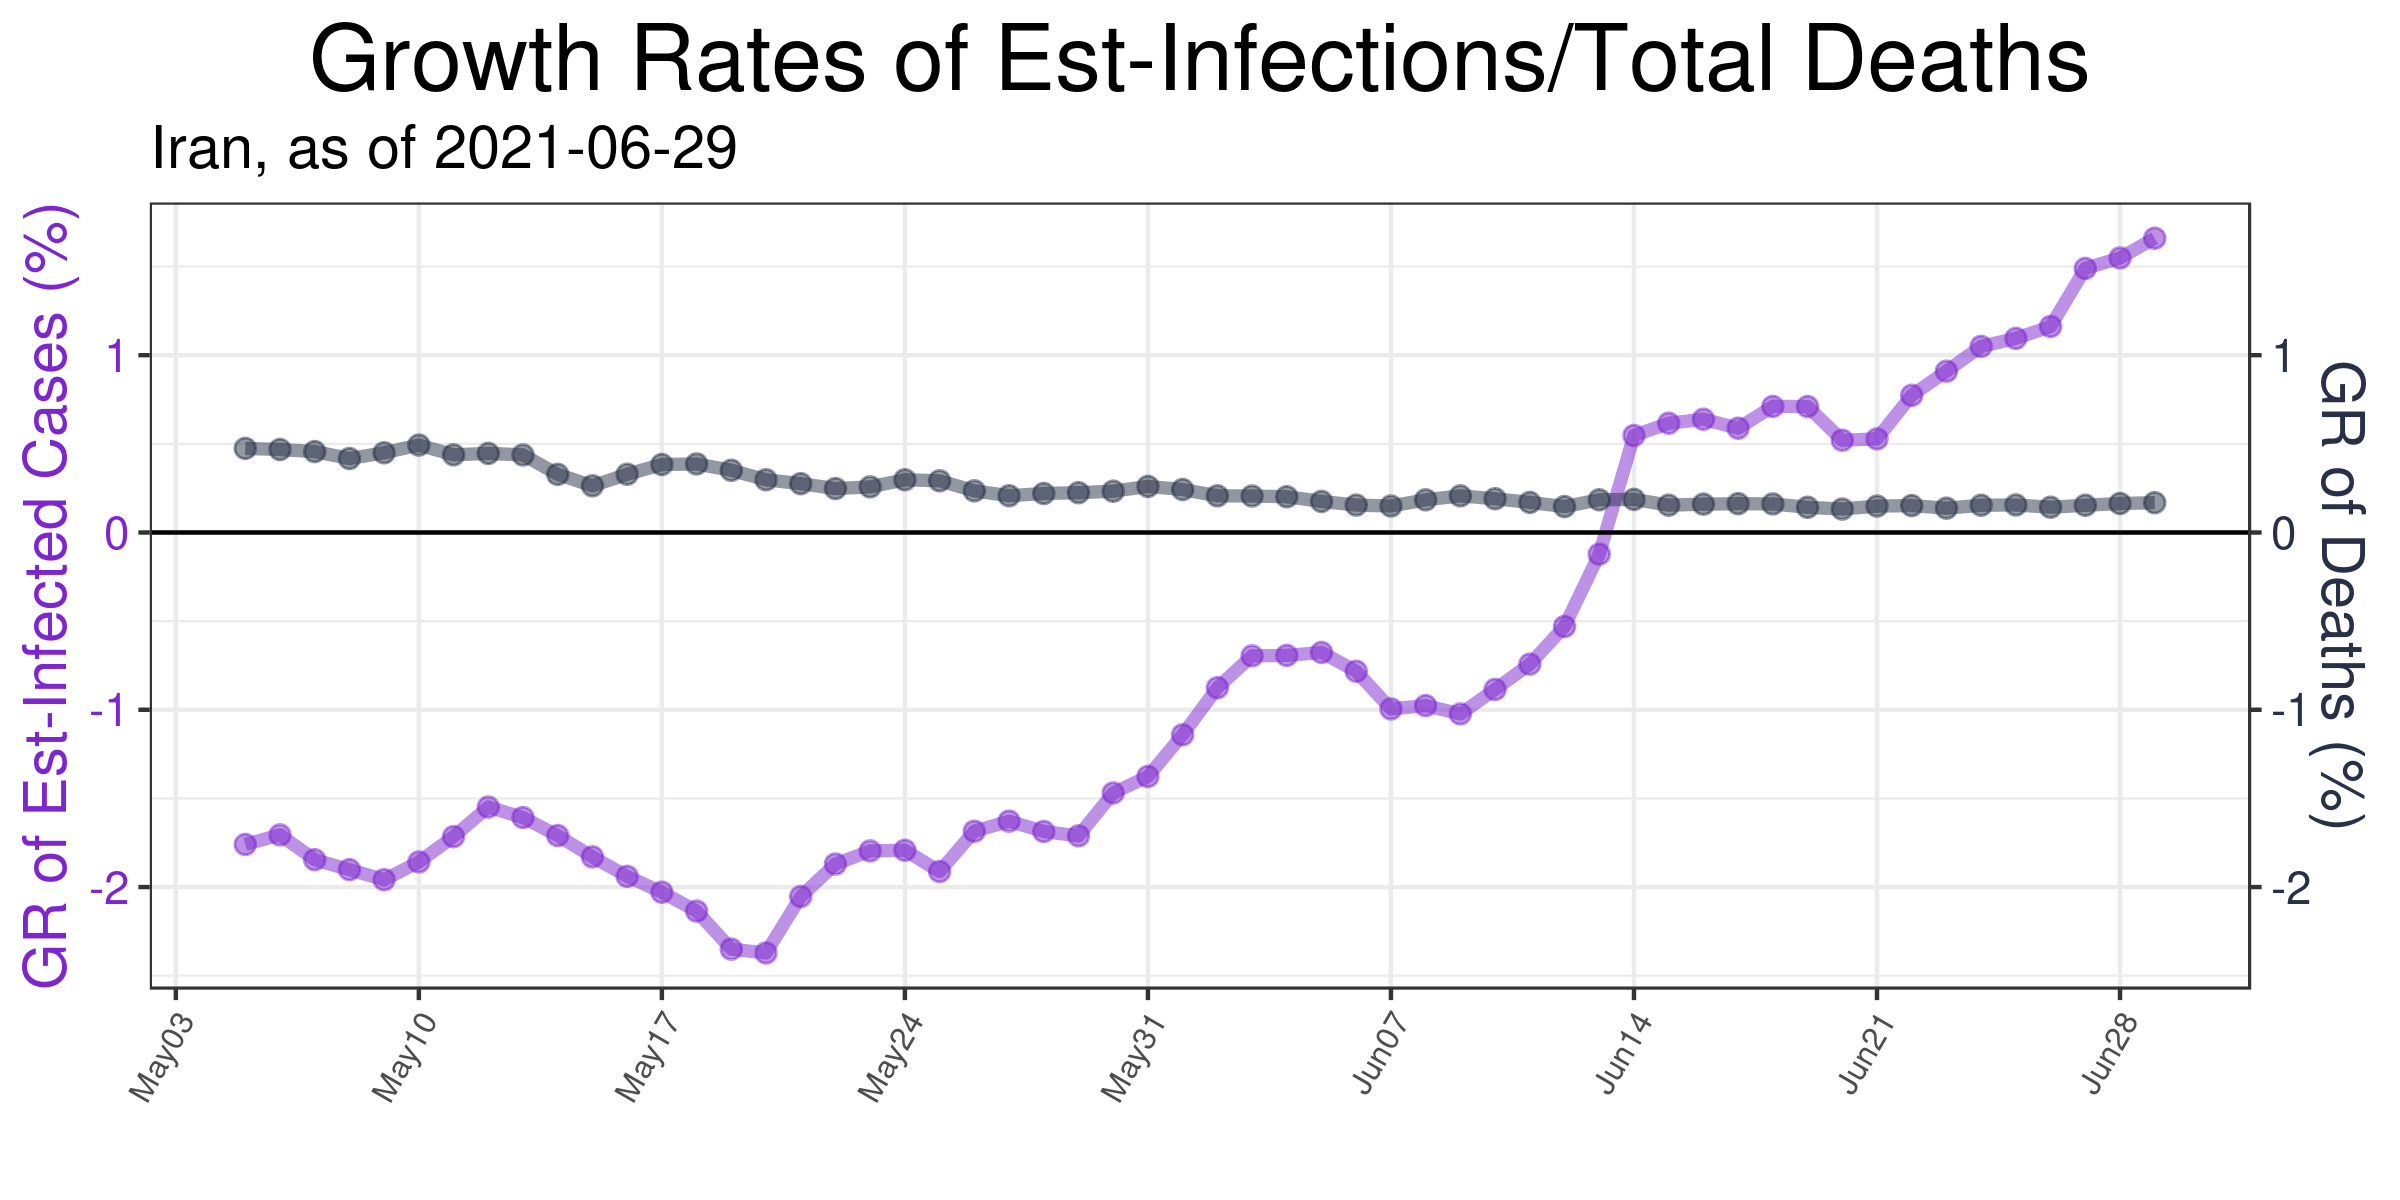 Growth Rates of Est-Infections/Total Deaths
Iran, as of 2021-06-29
GR of Est-Infected Cases (%)
1
0
-1
-2
1
0
-1
-2
GR of Deaths (%)
May03
May10
May17
May24
May31
Jun07
Jun14
Jun21
Jun28